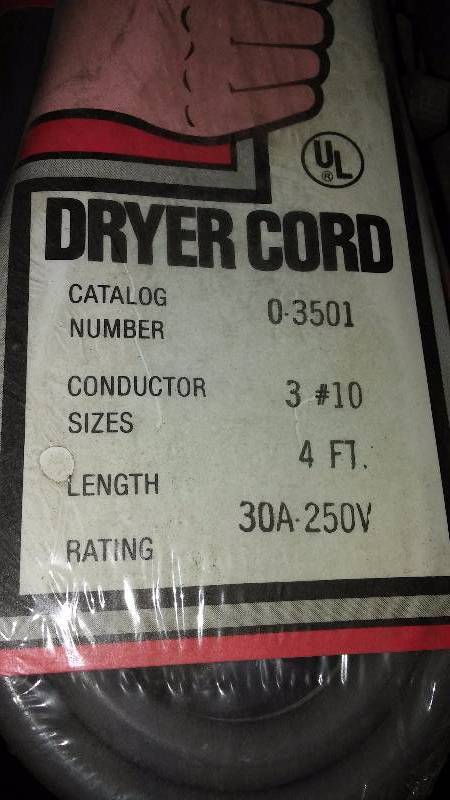 UL
®
DRYER CORD
CATALOG NUMBER 0-3501
CONDUCTOR SIZES 3 #10
LENGTH 4 FT.
RATING 30A-250V